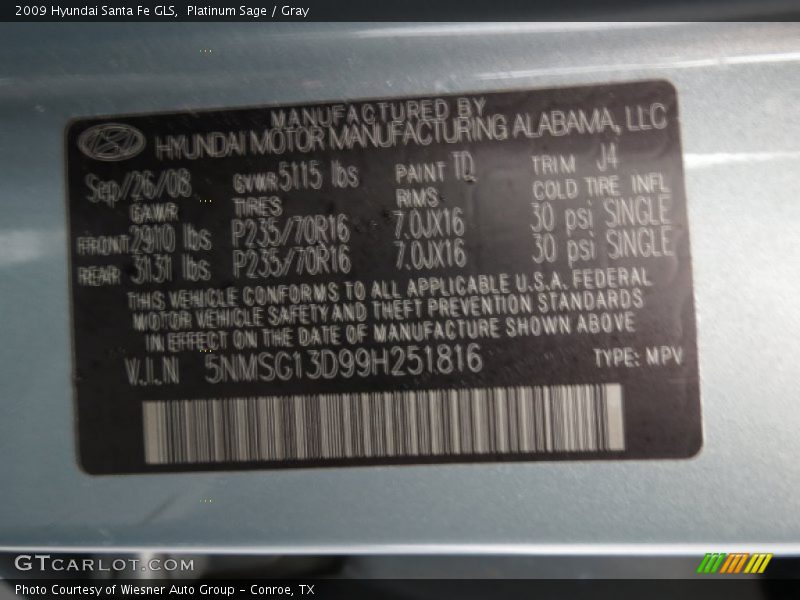 2009 Hyundai Santa Fe GLS, Platinum Sage / Gray
MANUFACTURED BY
HYUNDAI MOTOR MANUFACTURING ALABAMA, LLC
Sep/26/08 GVWR 5115 lbs PAINT TQ TRIM J4
GAWR TIRES RIMS COLD TIRE INFL
FRONT: 2910 lbs P235/70R16 7.0JX16 30 psi SINGLE
REAR: 3131 lbs P235/70R16 7.0JX16 30 psi SINGLE
THIS VEHICLE CONFORMS TO ALL APPLICABLE U.S.A. FEDERAL
MOTOR VEHICLE SAFETY AND THEFT PREVENTION STANDARDS
IN EFFECT ON THE DATE OF MANUFACTURE SHOWN ABOVE
V.I.N 5NMSG13D99H251816 TYPE: MPV
GTCARLOT.COM
Photo Courtesy of Wiesner Auto Group - Conroe, TX